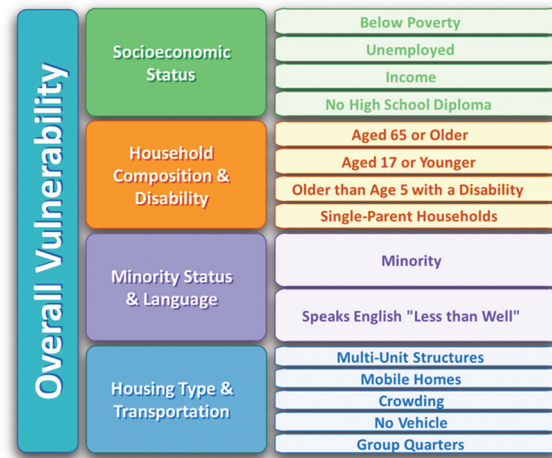 Overall Vulnerability
Socioeconomic
Status
Below Poverty
Unemployed
Income
No High School Diploma
Household
Composition &
Disability
Aged 65 or Older
Aged 17 or Younger
Older than Age 5 with a Disability
Single-Parent Households
Minority Status
& Language
Minority
Speaks English "Less than Well"
Housing Type &
Transportation
Multi-Unit Structures
Mobile Homes
Crowding
No Vehicle
Group Quarters